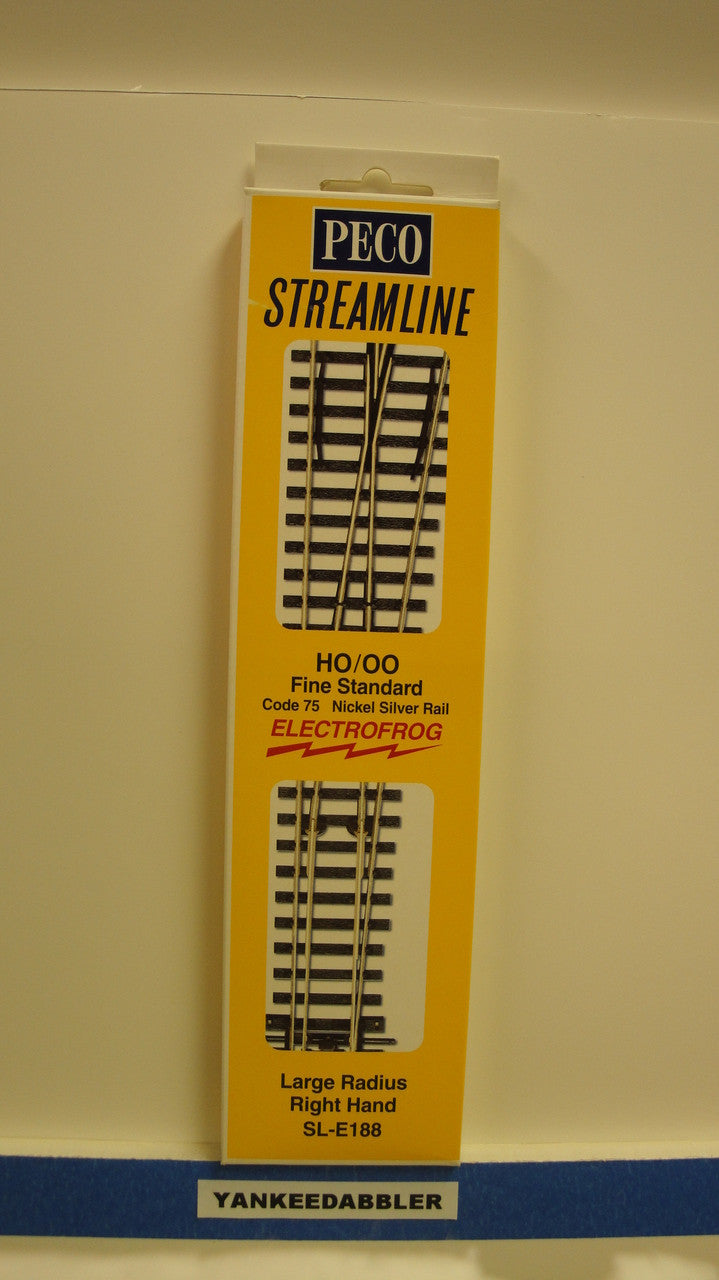 PECO
STREAMLINE
HO/OO
Fine Standard
Code 75 Nickel Silver Rail
ELECTROFROG
Large Radius
Right Hand
SL-E188
YANKEEDABBLER